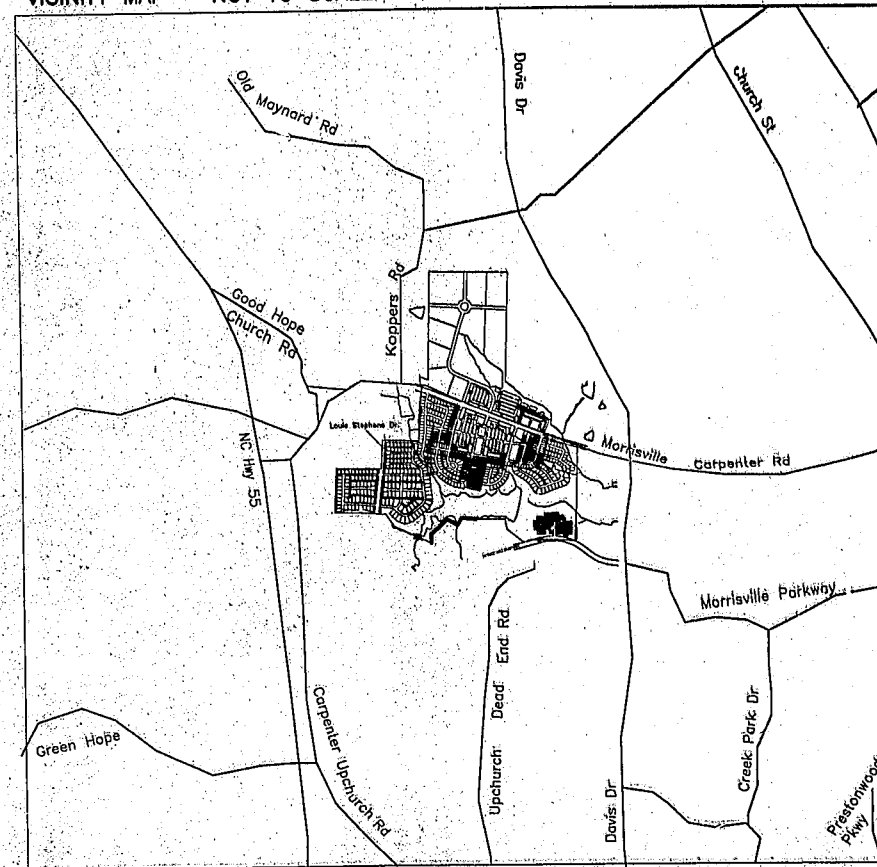 VICINITY MAP NOT TO
Old Maynard Rd
Davis Dr
Church St
Koppers Rd
Good Hope
Church Rd
Louis Stephens Dr.
NC Hwy 55
Morrisville Carpenter Rd
Morrisville Parkway
Upchurch Dead End Rd
Carpenter Upchurch Rd
Green Hope
Davis Dr
Creek Park Dr
Prestonwood
Pkwy